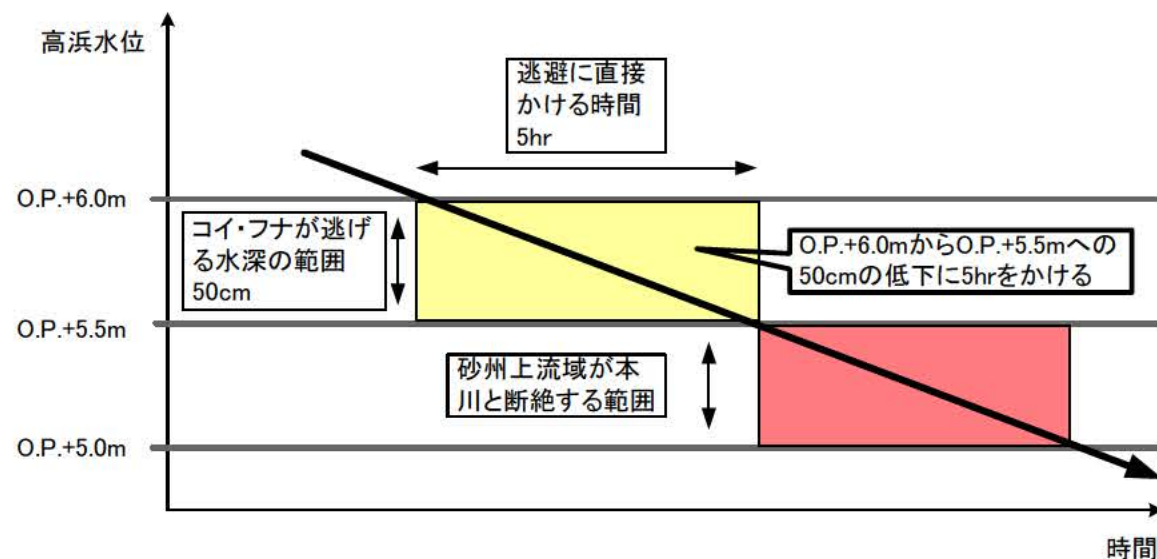 高浜水位
逃避に直接
かける時間
5hr
O.P.+6.0m
コイ・フナが逃げ
る水深の範囲
50cm
O.P.+6.0mからO.P.+5.5mへの
50cmの低下に5hrをかける
O.P.+5.5m
砂州上流域が本
川と断絶する範囲
O.P.+5.0m
時間